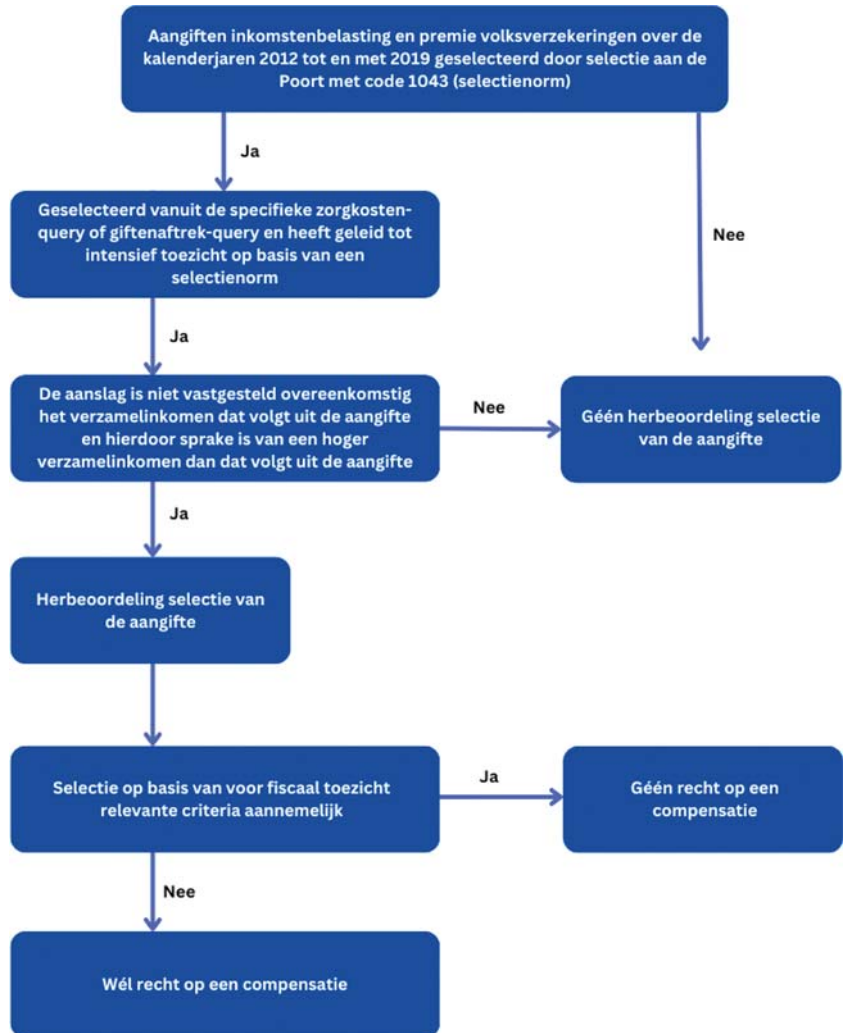 Aangiften inkomstenbelasting en premie volksverzekeringen over de
kalenderjaren 2012 tot en met 2019 geselecteerd door selectie aan de
Poort met code 1043 (selectienorm)
Ja
Nee
Geselecteerd vanuit de specifieke zorgkosten-
query of giftenaftrek-query en heeft geleid tot
intensief toezicht op basis van een
selectienorm
Ja
De aanslag is niet vastgesteld overeenkomstig
het verzamelinkomen dat volgt uit de aangifte
en hierdoor sprake is van een hoger
verzamelinkomen dan dat volgt uit de aangifte
Nee
Géén herbeoordeling selectie
van de aangifte
Ja
Herbeoordeling selectie van
de aangifte
Selectie op basis van voor fiscaal toezicht
relevante criteria aannemelijk
Ja
Géén recht op een
compensatie
Nee
Wél recht op een compensatie